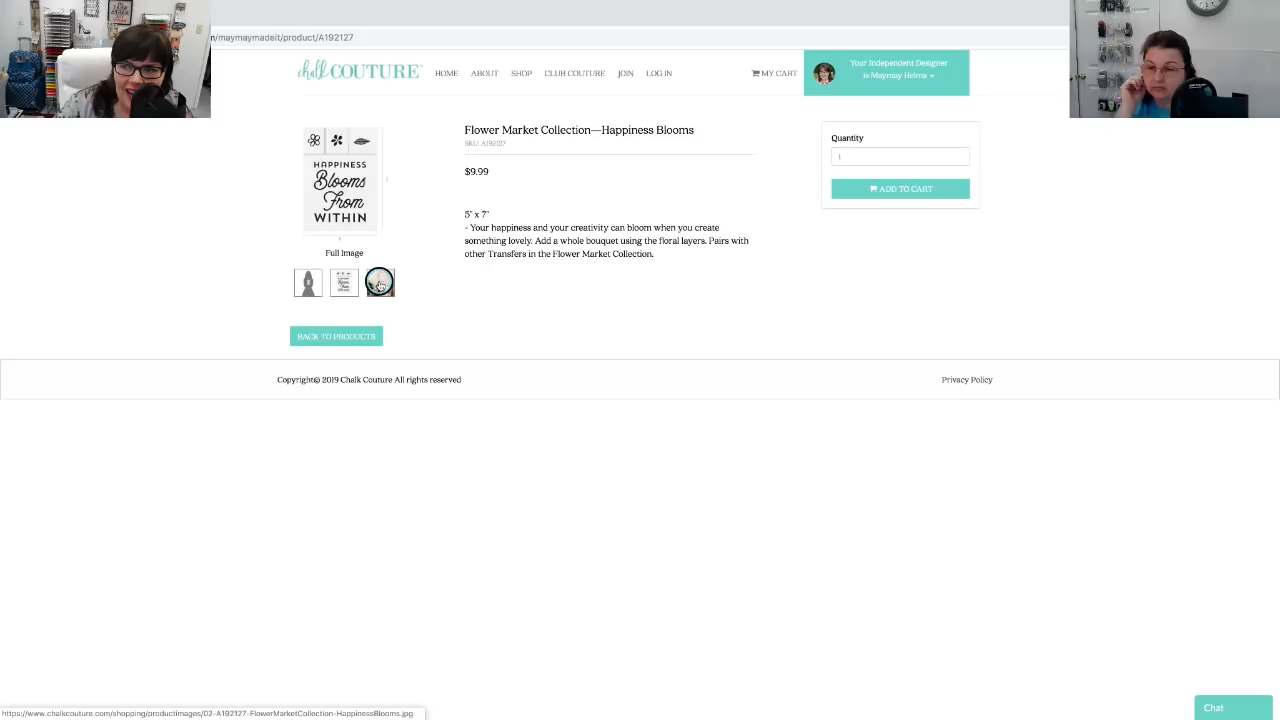 n/maymaymadeit/product/A192127
chalk COUTURE
HOME ABOUT SHOP CLUB COUTURE JOIN LOG IN
MY CART
Your Independent Designer
is Maymay Helms
HAPPINESS
Blooms
From
WITHIN
Full Image
BACK TO PRODUCTS
Flower Market Collection—Happiness Blooms
SKU: A192127
$9.99
5" x 7"
- Your happiness and your creativity can bloom when you create
something lovely. Add a whole bouquet using the floral layers. Pairs with
other Transfers in the Flower Market Collection.
Quantity
1
ADD TO CART
Copyright© 2019 Chalk Couture All rights reserved
Privacy Policy
https://www.chalkcouture.com/shopping/productimages/02-A192127-FlowerMarketCollection-HappinessBlooms.jpg
Chat